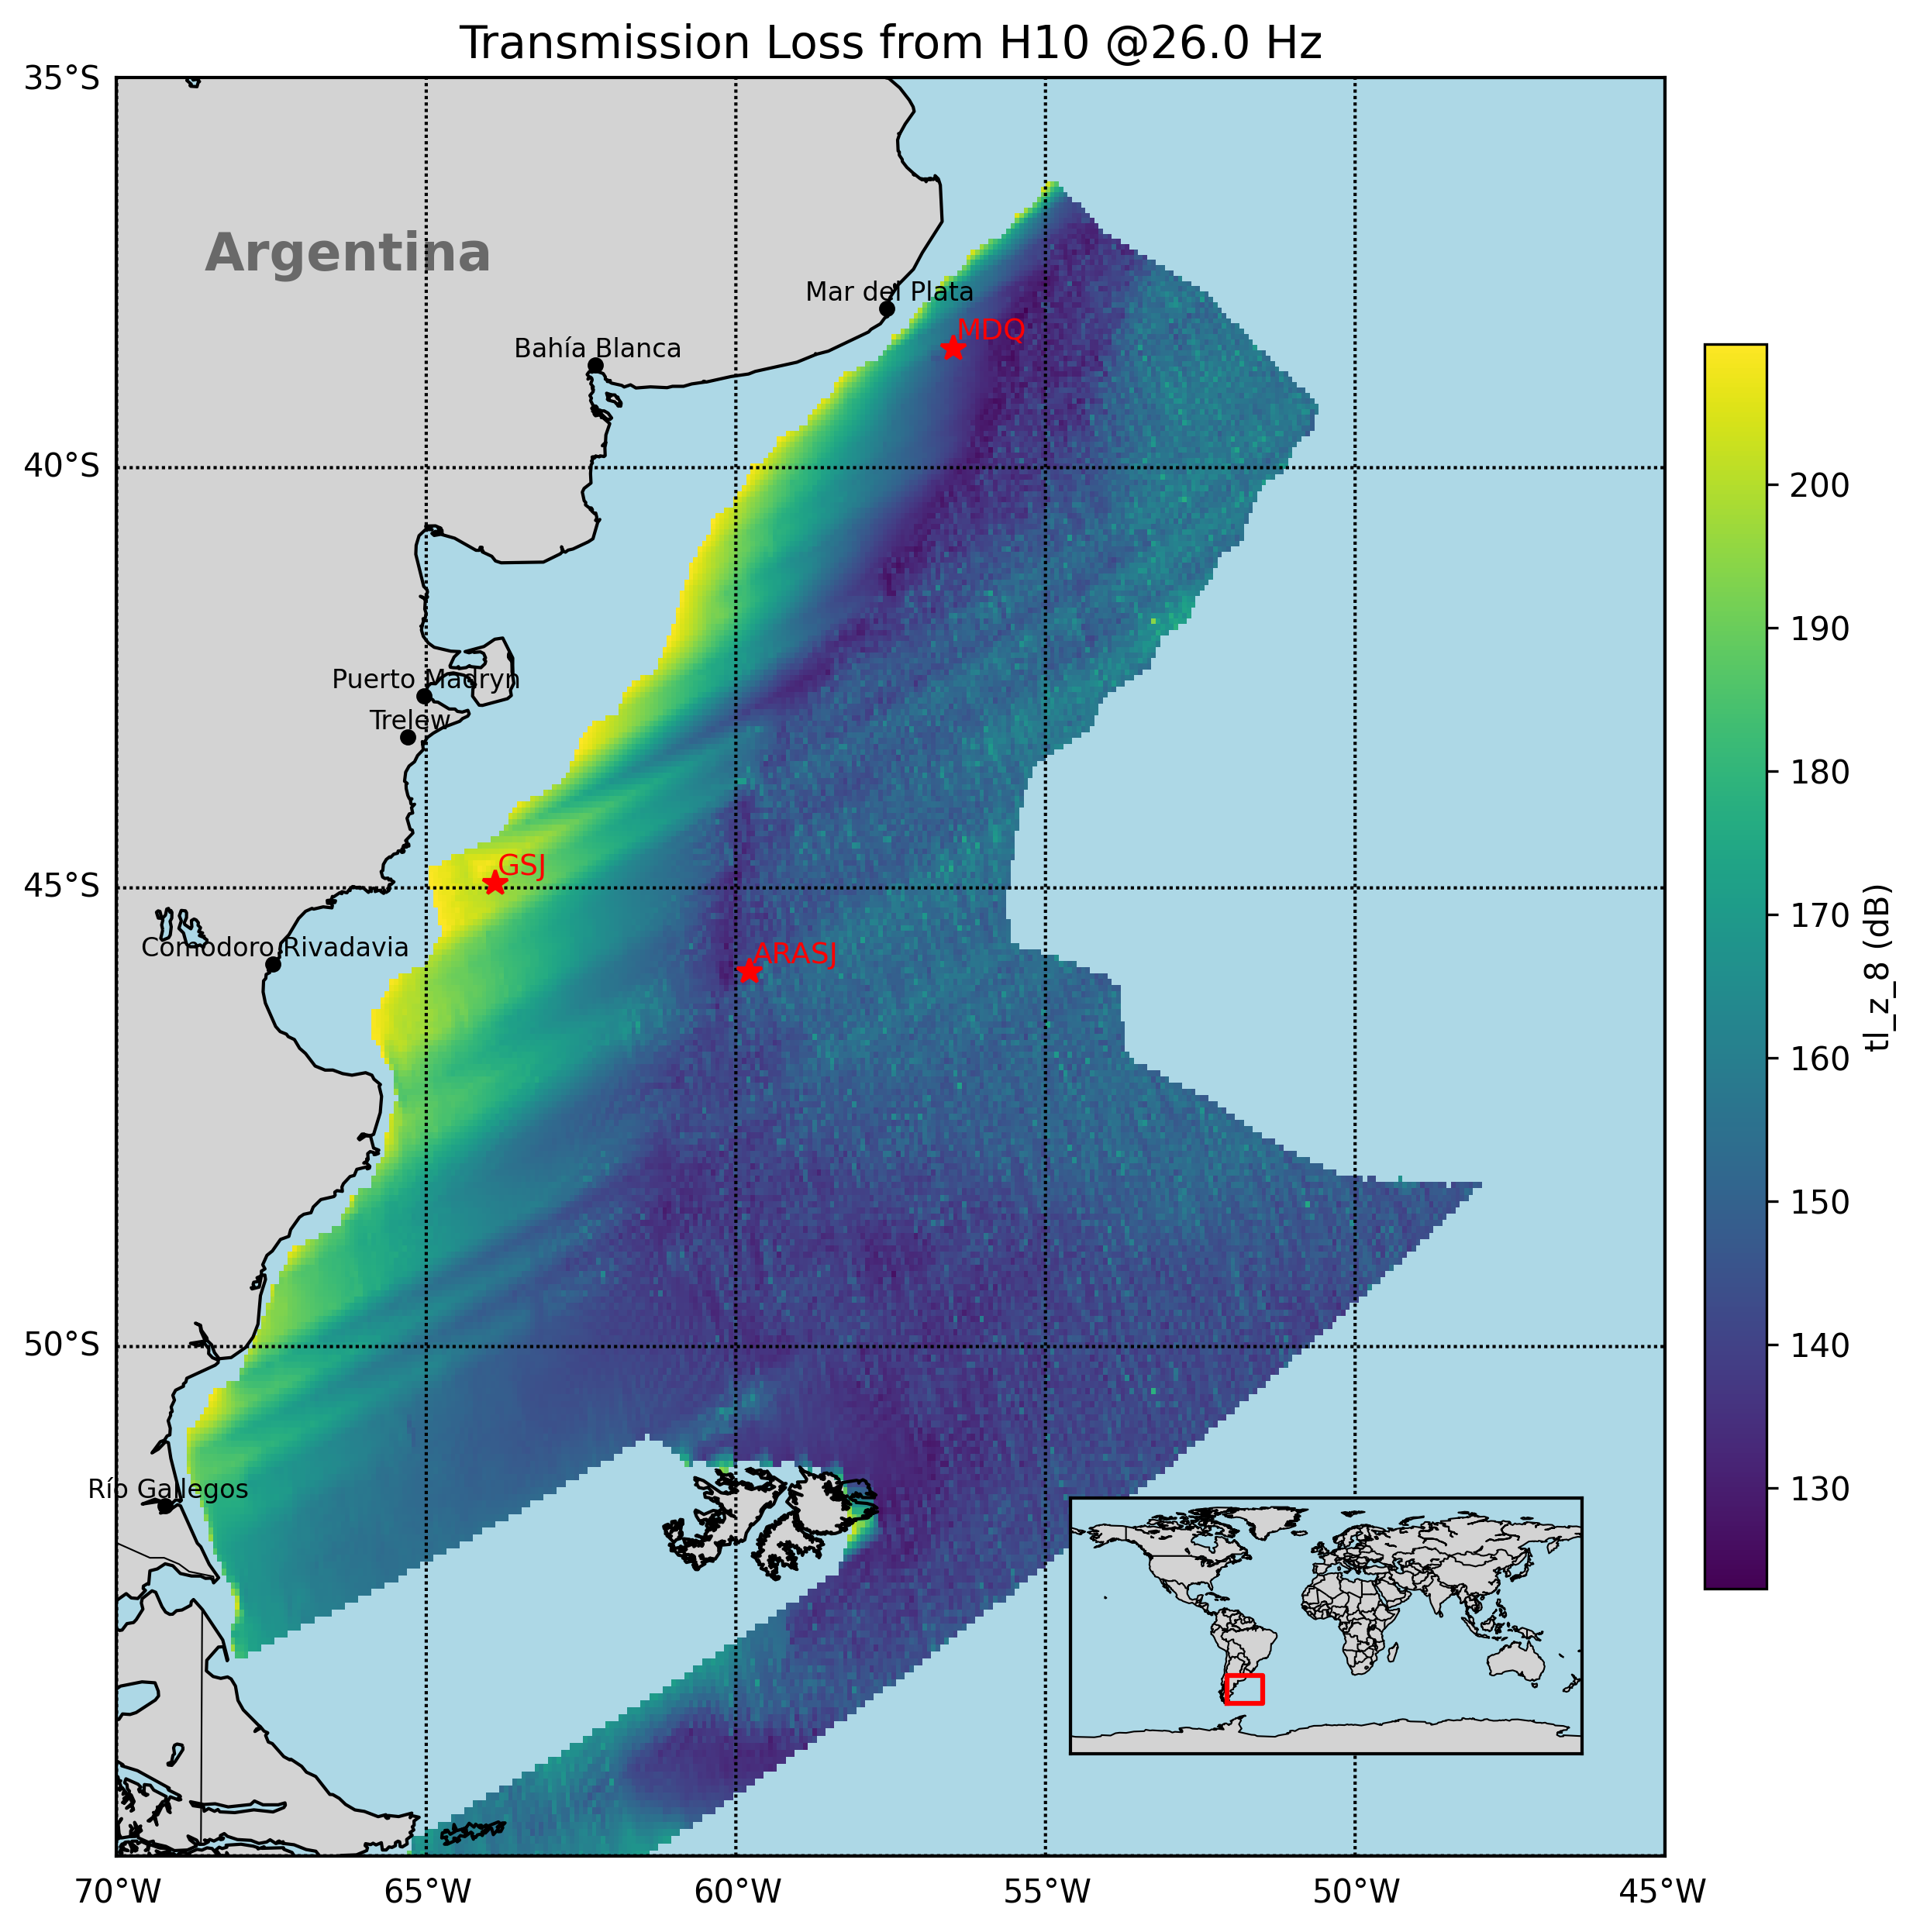 Transmission Loss from H10 @26.0 Hz
35°S
Argentina
Mar del Plata
MDQ
Bahía Blanca
40°S
200
190
Puerto Madryn
Trelew
180
GSJ
45°S
170
tl_z_8 (dB)
Comodoro Rivadavia
ARASJ
160
150
50°S
140
Río Gallegos
130
70°W 65°W 60°W 55°W 50°W 45°W